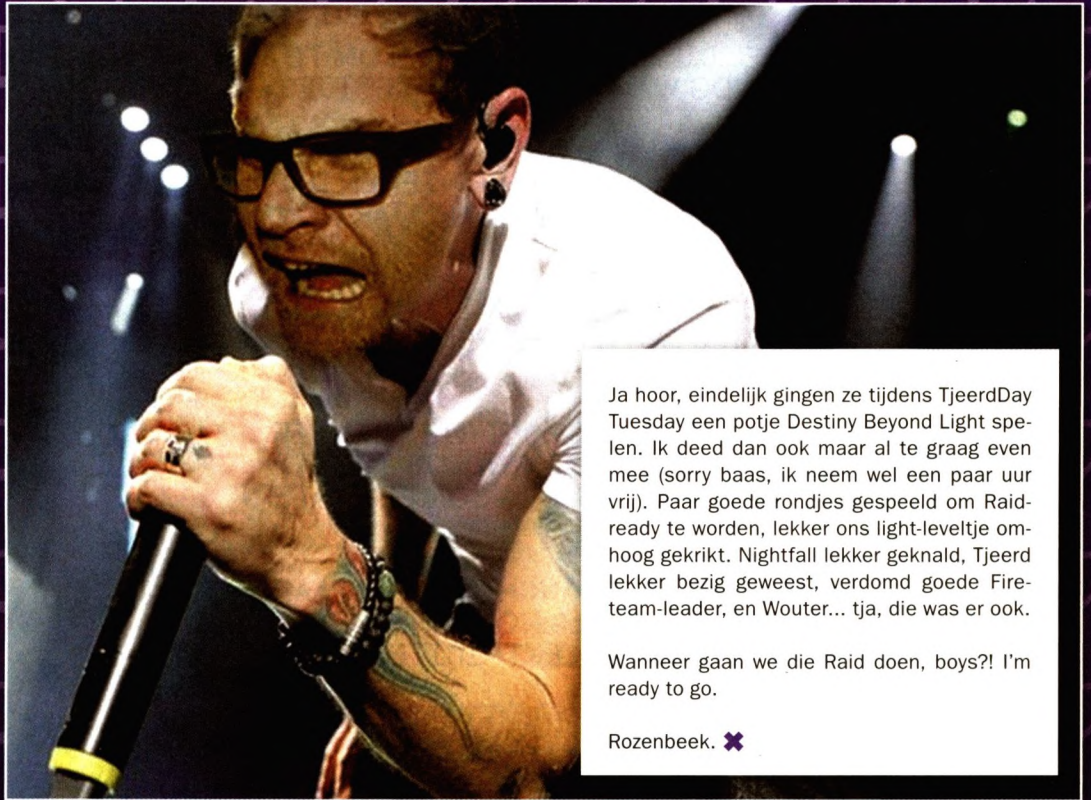 Ja hoor, eindelijk gingen ze tijdens TjeerdDay
Tuesday een potje Destiny Beyond Light spe-
len. Ik deed dan ook maar al te graag even
mee (sorry baas, ik neem wel een paar uur
vrij). Paar goede rondjes gespeeld om Raid-
ready te worden, lekker ons light-leveltje om-
hoog gekrikt. Nightfall lekker geknald, Tjeerd
lekker bezig geweest, verdomd goede Fire-
team-leader, en Wouter... tja, die was er ook.

Wanneer gaan we die Raid doen, boys?! I'm
ready to go.

Rozenbeek.